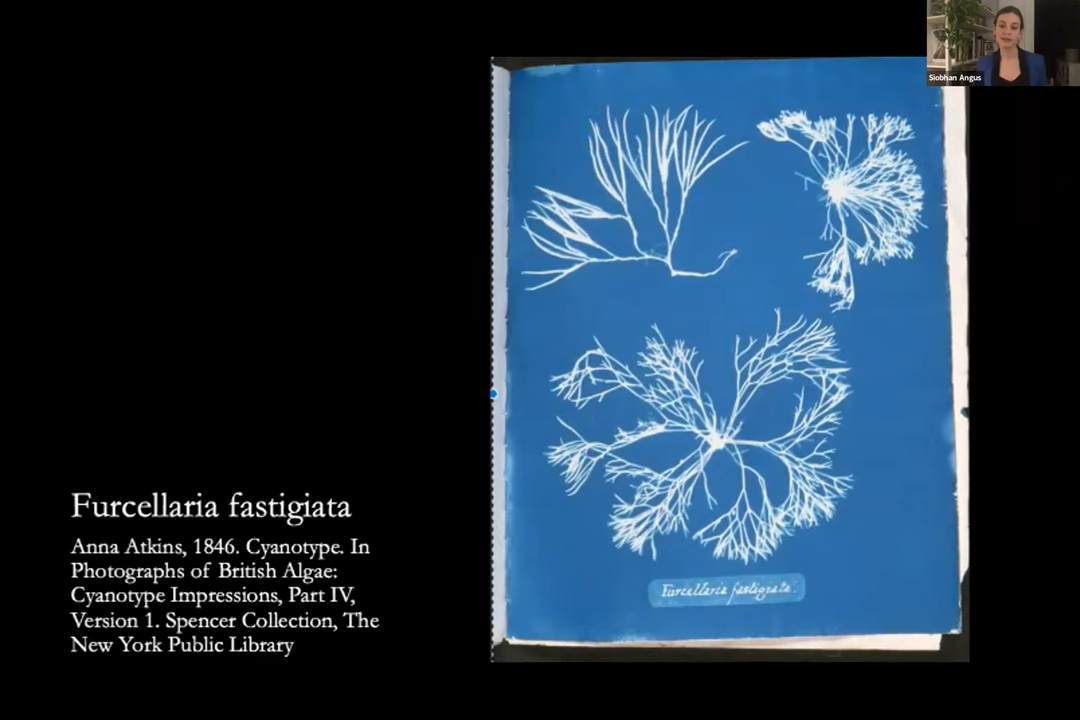 Siobhan Angus
Furcellaria fastigiata.
Furcellaria fastigiata
Anna Atkins, 1846. Cyanotype. In
Photographs of British Algae:
Cyanotype Impressions, Part IV,
Version 1. Spencer Collection, The
New York Public Library